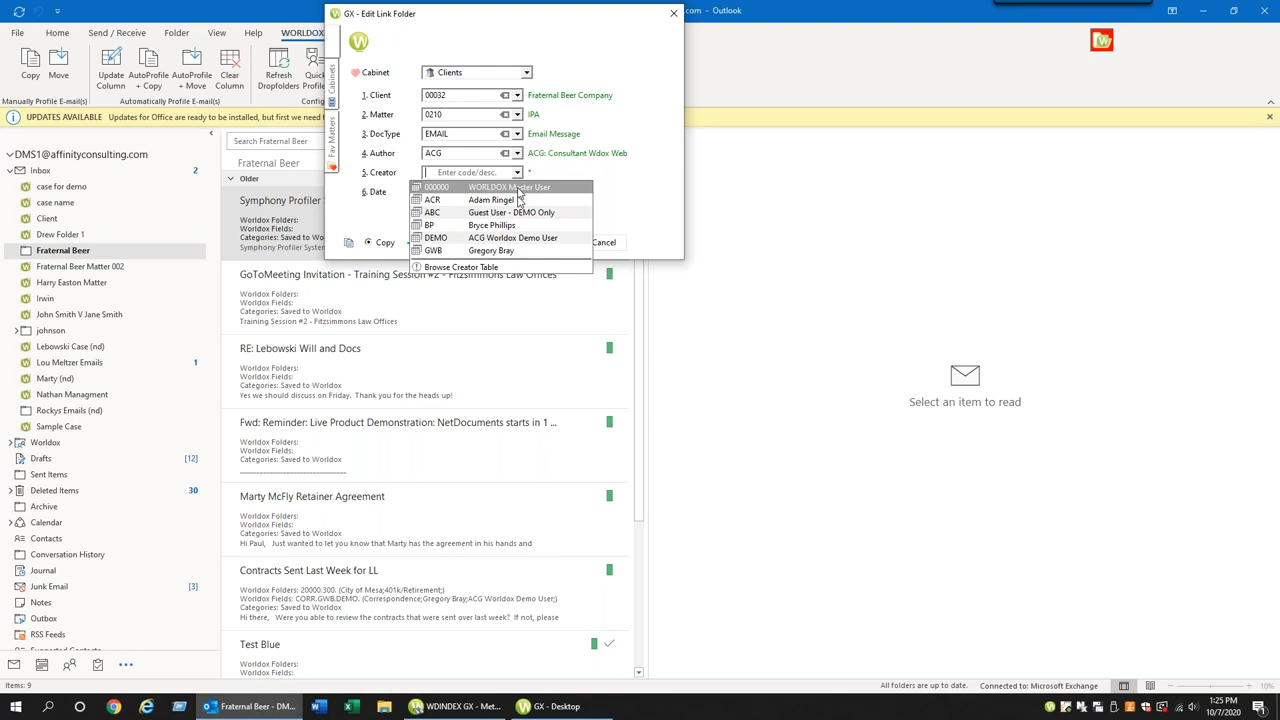 GX - Edit Link Folder
.com - Outlook
File Home Send / Receive Folder View Help WORLDOX
Copy Move Update Column AutoProfile + Copy AutoProfile + Move Clear Column Refresh Dropfolders Quick
Manually Profile E-mail(s) Automatically Profile E-mail(s)
UPDATES AVAILABLE Updates for Office are ready to be installed, but first we need t
Cabinets
Fav Matters
Cabinet Clients
1. Client 00032 Fraternal Beer Company
2. Matter 0210 IPA
3. DocType EMAIL Email Message
4. Author ACG ACG: Consultant Wdox Web
5. Creator Enter code/desc. *
6. Date
000000 WORLDOX Master User
ACR Adam Ringel
ABC Guest User - DEMO Only
BP Bryce Phillips
DEMO ACG Worldox Demo User
GWB Gregory Bray
Browse Creator Table
Copy Cancel
DMS1@affinityconsulting.com
Inbox 2
case for demo
case name
Client
Drew Folder 1
Fraternal Beer
Fraternal Beer Matter 002
Harry Easton Matter
Irwin
John Smith V Jane Smith
johnson
Lebowski Case (nd)
Lou Meltzer Emails 1
Marty (nd)
Nathan Managment
Rockys Emails (nd)
Sample Case
Worldox
Drafts [12]
Sent Items
Deleted Items 30
Archive
Calendar
Contacts
Conversation History
Journal
Junk Email [3]
Notes
Outbox
RSS Feeds
Search Fraternal Beer
Fraternal Beer
Older
Symphony Profiler
Worldox Folders:
Worldox Fields:
Categories: Saved to Worldox
Symphony Profiler System
GoToMeeting Invitation - Training Session #2 - Fitzsimmons Law Offices
Worldox Folders:
Worldox Fields:
Categories: Saved to Worldox
Training Session #2 - Fitzsimmons Law Offices
RE: Lebowski Will and Docs
Worldox Folders:
Worldox Fields:
Categories: Saved to Worldox
Yes we should discuss on Friday. Thank you for the heads up!
Fwd: Reminder: Live Product Demonstration: NetDocuments starts in 1 ...
Worldox Folders:
Worldox Fields:
Categories: Saved to Worldox
Marty McFly Retainer Agreement
Worldox Folders:
Worldox Fields:
Categories: Saved to Worldox
Hi Paul, Just wanted to let you know that Marty has the agreement in his hands and
Contracts Sent Last Week for LL
Worldox Folders: 20000.300. (City of Mesa;401k/Retirement;)
Worldox Fields: CORR.GWB.DEMO. (Correspondence;Gregory Bray;ACG Worldox Demo User;)
Categories: Saved to Worldox
Hi there, Were you able to review the contracts that were sent over last week? If not, please
Test Blue
Worldox Folders:
Worldox Fields:
Select an item to read
Items: 9 All folders are up to date. Connected to: Microsoft Exchange 10%
Fraternal Beer - DM... WDINDEX GX - Met... GX - Desktop
1:25 PM
10/7/2020